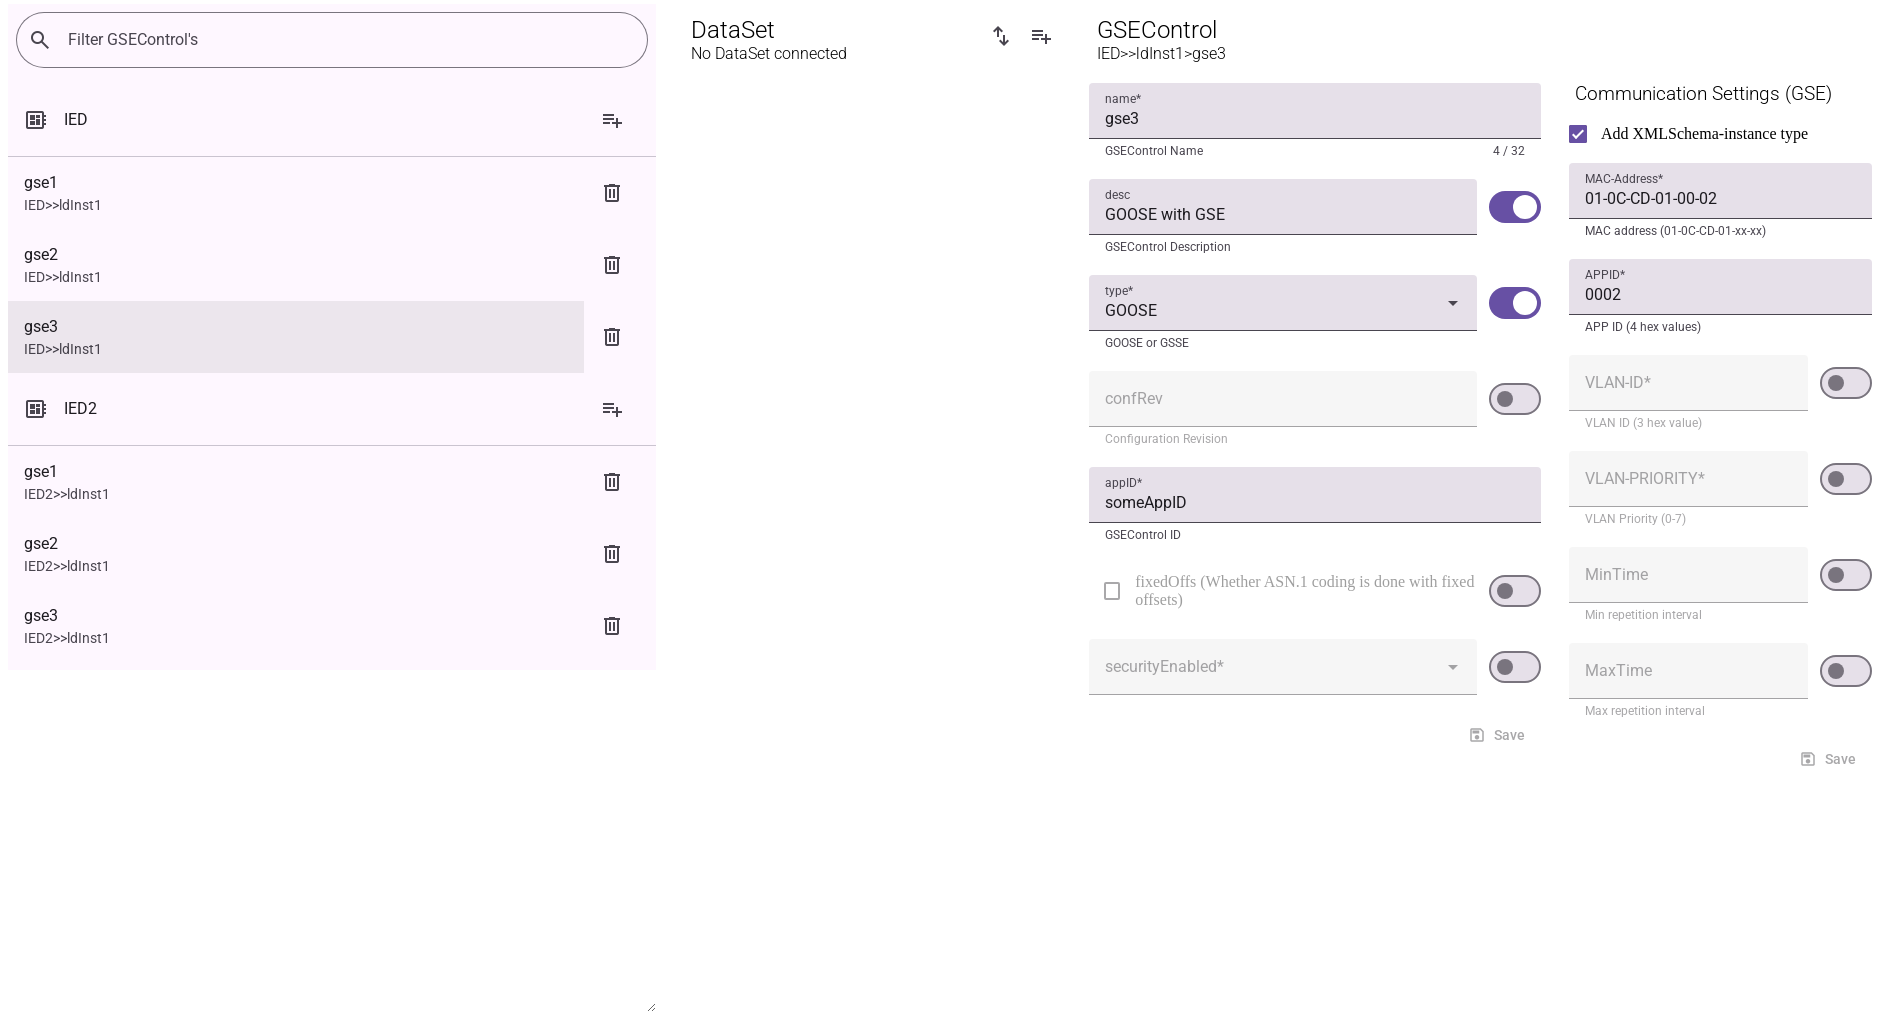 Filter GSEControl's
IED
gse1
IED>>ldInst1
gse2
IED>>ldInst1
gse3
IED>>ldInst1
IED2
gse1
IED2>>ldInst1
gse2
IED2>>ldInst1
gse3
IED2>>ldInst1
DataSet
No DataSet connected
GSEControl
IED>>ldInst1>gse3
name*
gse3
GSEControl Name
4 / 32
desc
GOOSE with GSE
GSEControl Description
type*
GOOSE
GOOSE or GSSE
confRev
Configuration Revision
appID*
someAppID
GSEControl ID
fixedOffs (Whether ASN.1 coding is done with fixed
offsets)
securityEnabled*
Save
Communication Settings (GSE)
Add XMLSchema-instance type
MAC-Address*
01-0C-CD-01-00-02
MAC address (01-0C-CD-01-xx-xx)
APPID*
0002
APP ID (4 hex values)
VLAN-ID*
VLAN ID (3 hex value)
VLAN-PRIORITY*
VLAN Priority (0-7)
MinTime
Min repetition interval
MaxTime
Max repetition interval
Save